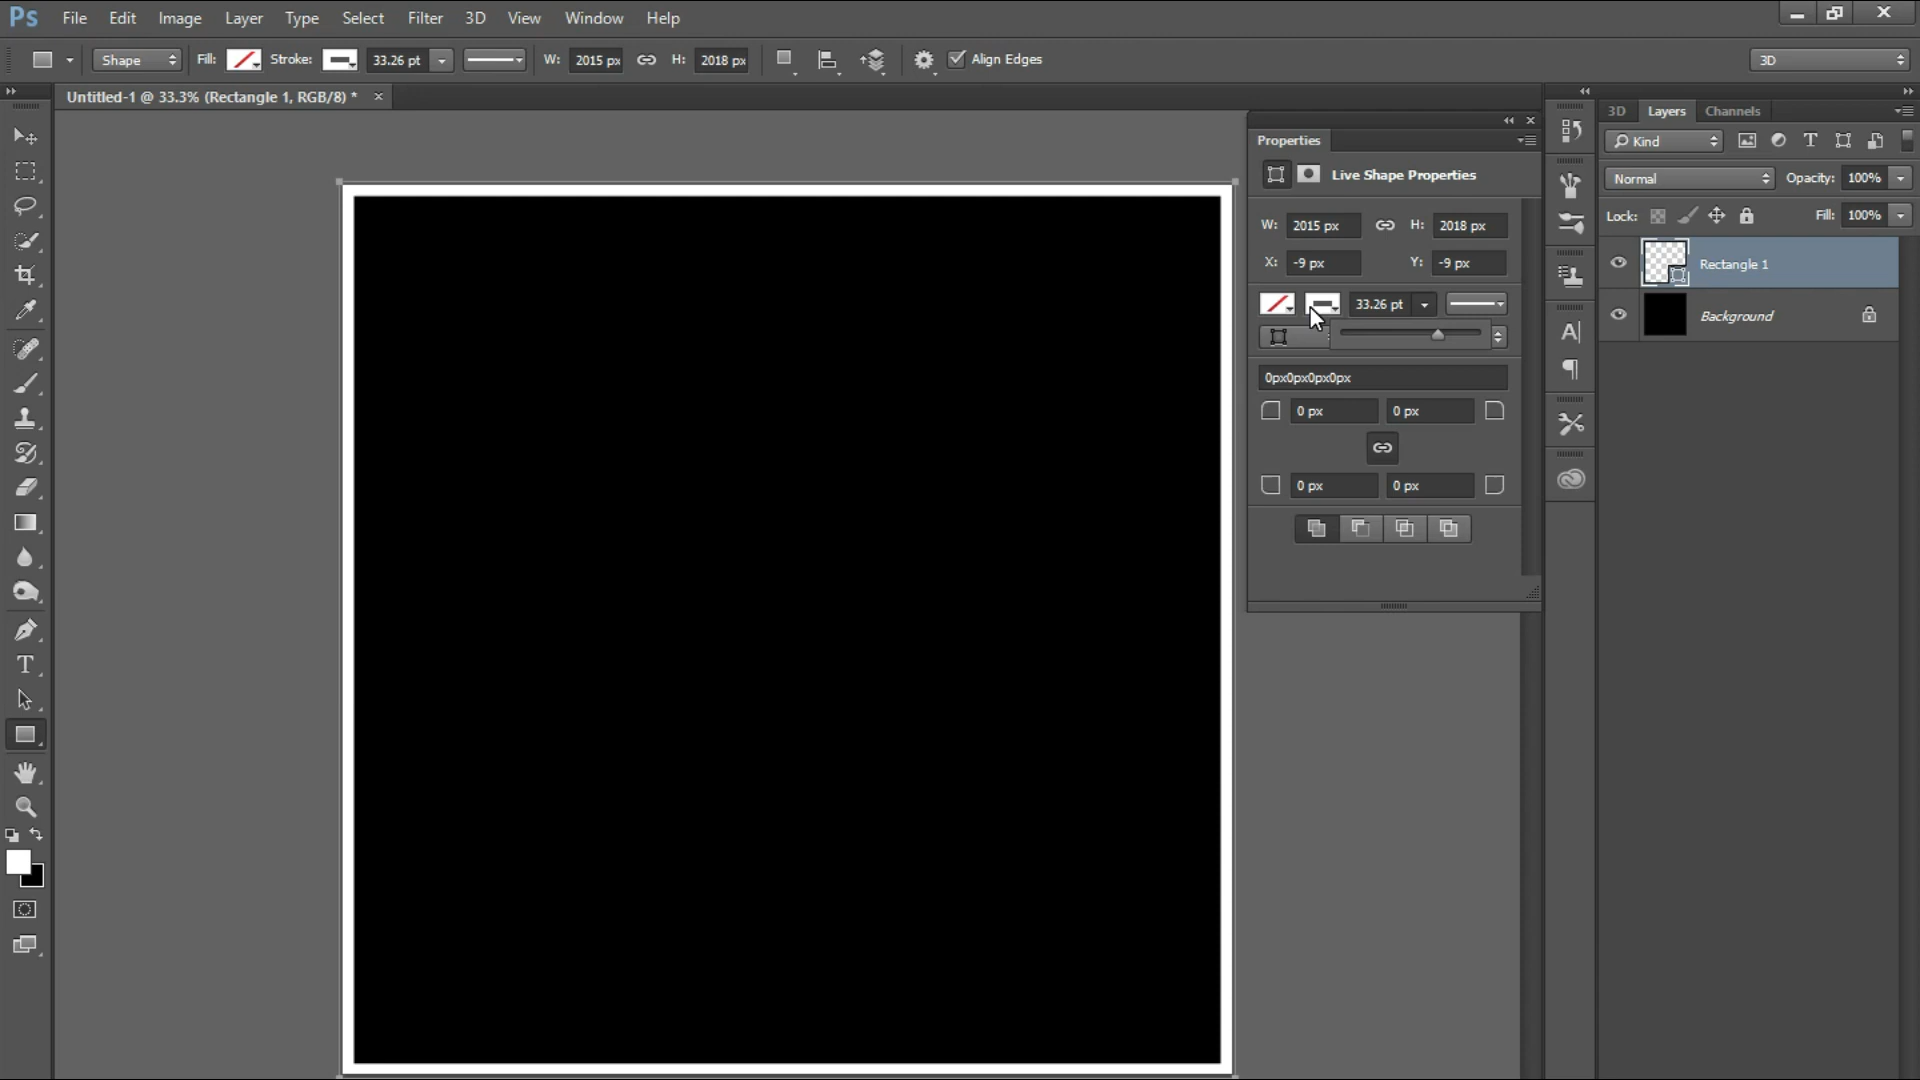 Ps File Edit Image Layer Type Select Filter 3D View Window Help
Shape Fill: Stroke: 33.26 pt W: 2015 px H: 2018 px Align Edges 3D
Untitled-1 @ 33.3% (Rectangle 1, RGB/8) * ×
3D Layers Channels
Properties
Kind
Live Shape Properties
Normal Opacity: 100%
Lock: Fill: 100%
W: 2015 px H: 2018 px
X: -9 px Y: -9 px
Rectangle 1
33.26 pt
Background
0px0px0px0px
0 px 0 px
0 px 0 px